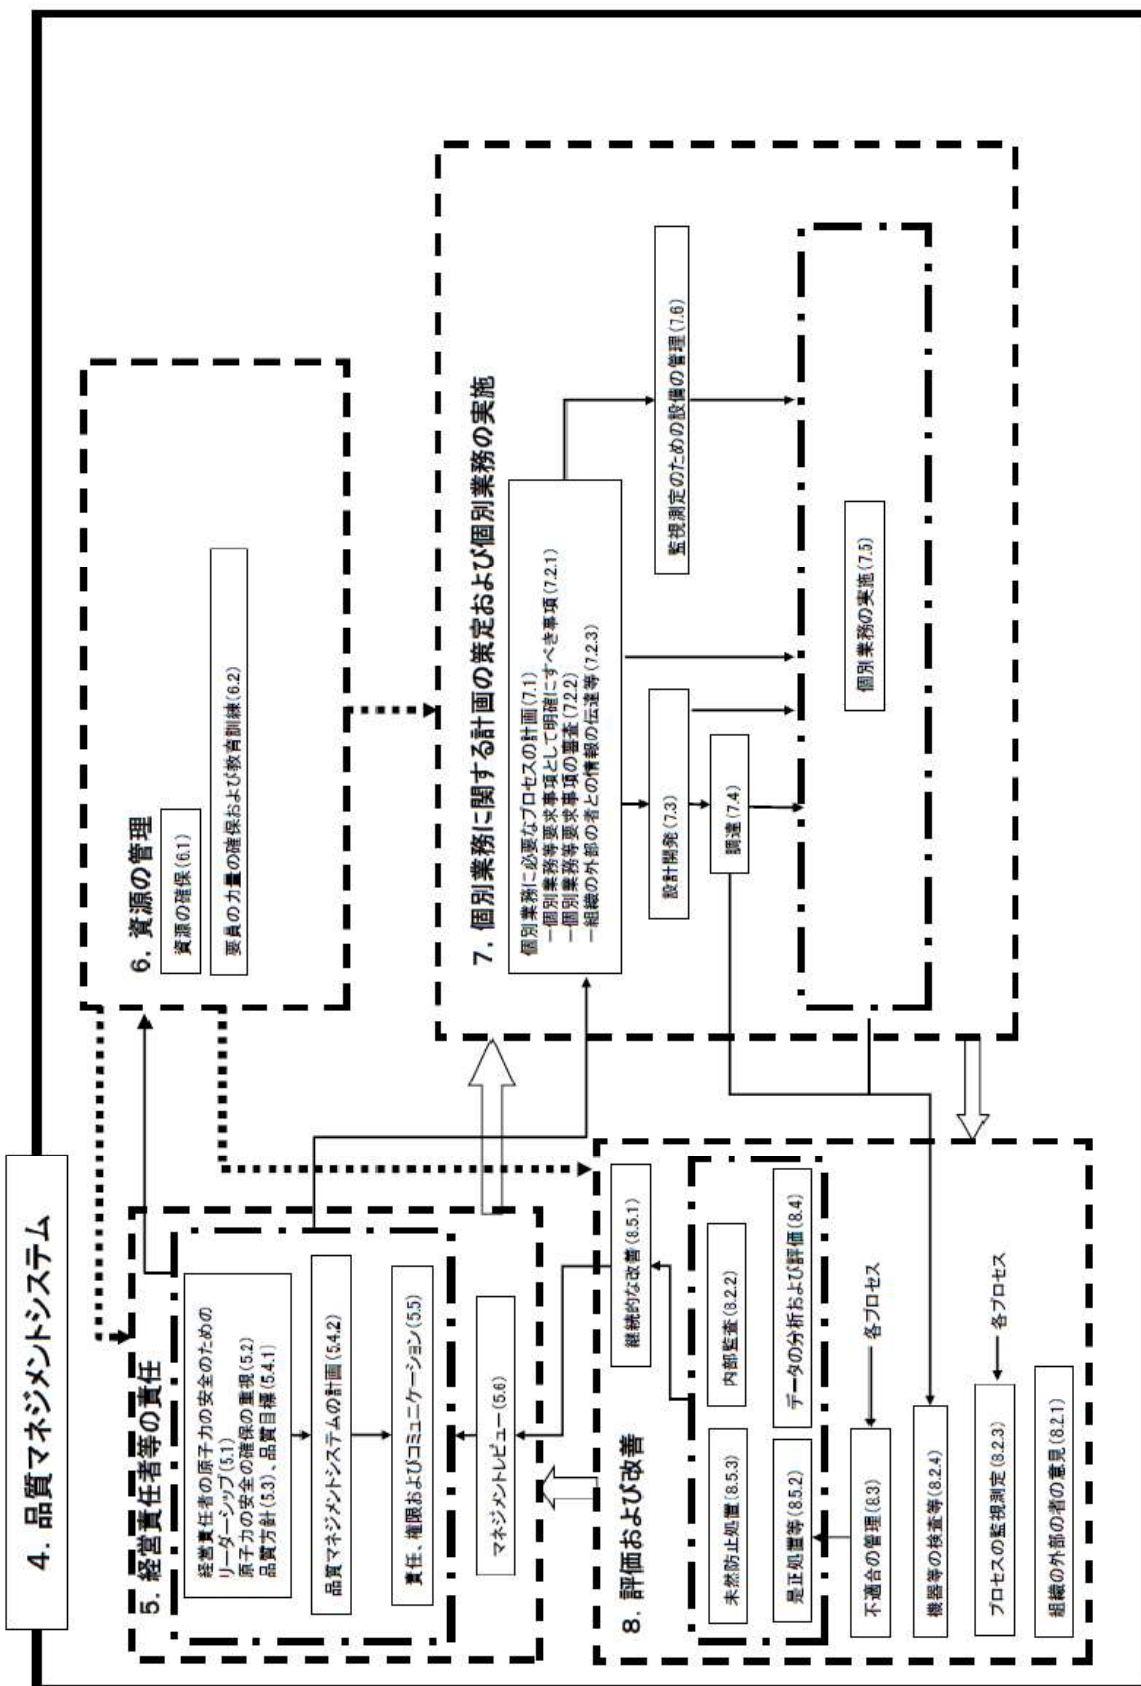 4. 品質マネジメントシステム
5. 経営責任者等の責任
経営責任者の原子力の安全のための
リーダーシップ(5.1)
原子力の安全の確保の重視(5.2)
品質方針(5.3)、品質目標(5.4.1)
品質マネジメントシステムの計画(5.4.2)
責任、権限およびコミュニケーション(5.5)
マネジメントレビュー(5.6)
6. 資源の管理
資源の確保(6.1)
要員の力量の確保および教育訓練(6.2)
7. 個別業務に関する計画の策定および個別業務の実施
個別業務に必要なプロセスの計画(7.1)
ー個別業務等要求事項として明確にすべき事項(7.2.1)
ー個別業務等要求事項の審査(7.2.2)
ー組織の外部の者との情報の伝達等(7.2.3)
設計開発(7.3)
調達(7.4)
監視測定のための設備の管理(7.6)
個別業務の実施(7.5)
8. 評価および改善
継続的な改善(8.5.1)
未然防止処置(8.5.3)
内部監査(8.2.2)
是正処置等(8.5.2)
データの分析および評価(8.4)
不適合の管理(8.3)
各プロセス
機器等の検査等(8.2.4)
プロセスの監視測定(8.2.3)
各プロセス
組織の外部の者の意見(8.2.1)